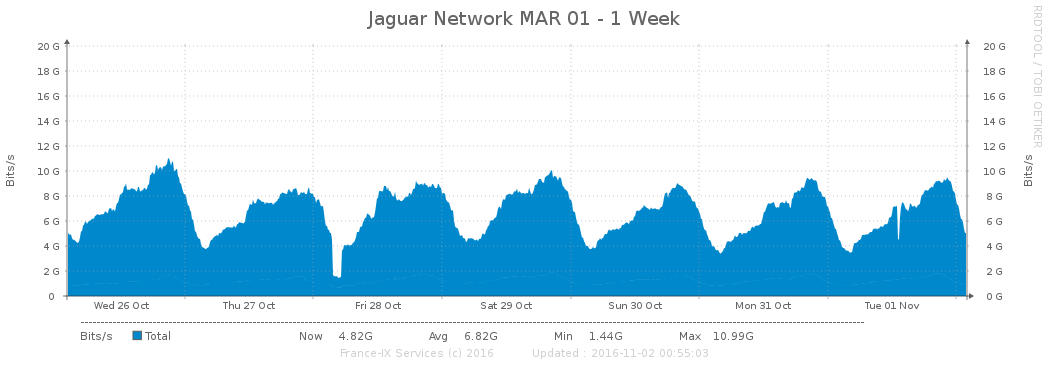 Jaguar Network MAR 01 - 1 Week
RRDTOOL / TOBI OETIKER
Bits/s
20 G 20 G
18 G 18 G
16 G 16 G
14 G 14 G
12 G 12 G
10 G 10 G
8 G 8 G
6 G 6 G
4 G 4 G
2 G 2 G
0 0 G
Bits/s
Wed 26 Oct Thu 27 Oct Fri 28 Oct Sat 29 Oct Sun 30 Oct Mon 31 Oct Tue 01 Nov
Bits/s Total Now 4.82G Avg 6.82G Min 1.44G Max 10.99G
France-IX Services (c) 2016 Updated : 2016-11-02 00:55:03